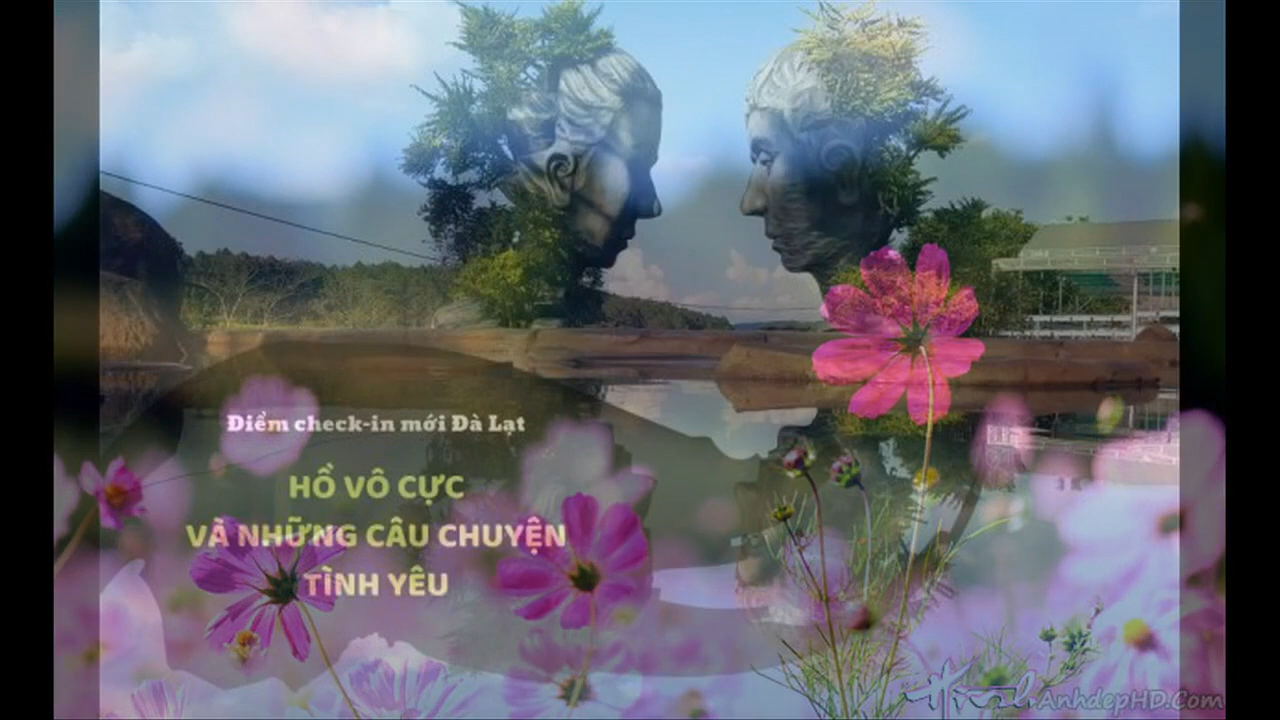 Điểm check-in mới Đà Lạt
HỒ VÔ CỰC
VÀ NHỮNG CÂU CHUYỆN
TÌNH YÊU
AnhdepHD.Com